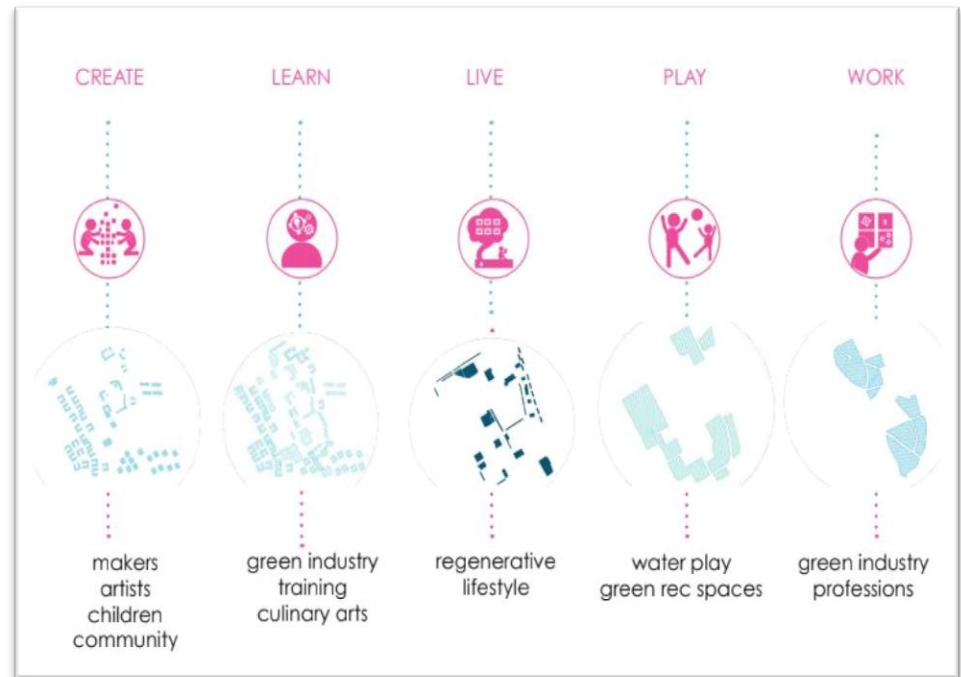 CREATE
LEARN
LIVE
PLAY
WORK
makers
artists
children
community
green industry
training
culinary arts
regenerative
lifestyle
water play
green rec spaces
green industry
professions